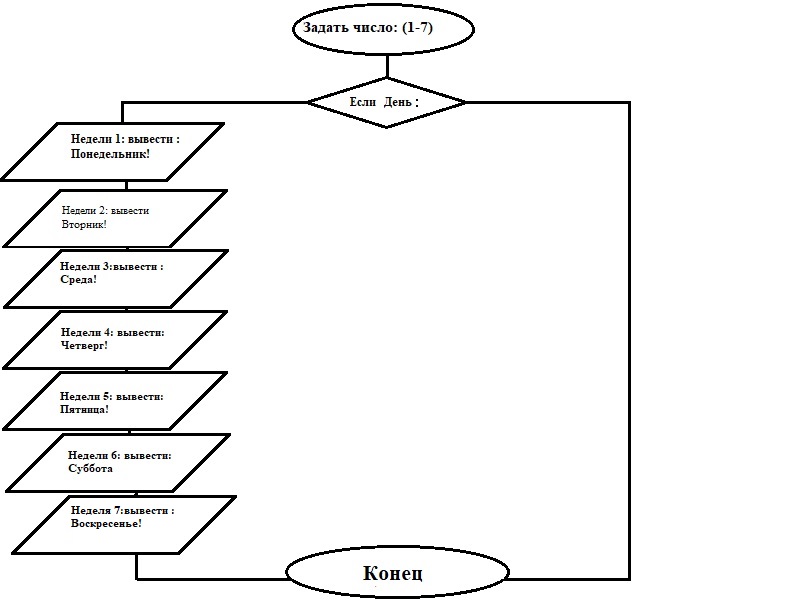 Задать число: (1-7)
Если День :
Недели 1: вывести :
Понедельник!
Недели 2: вывести
Вторник!
Недели 3:вывести :
Среда!
Недели 4: вывести:
Четверг!
Недели 5: вывести:
Пятница!
Недели 6: вывести:
Суббота
Неделя 7:вывести :
Воскресенье!
Конец